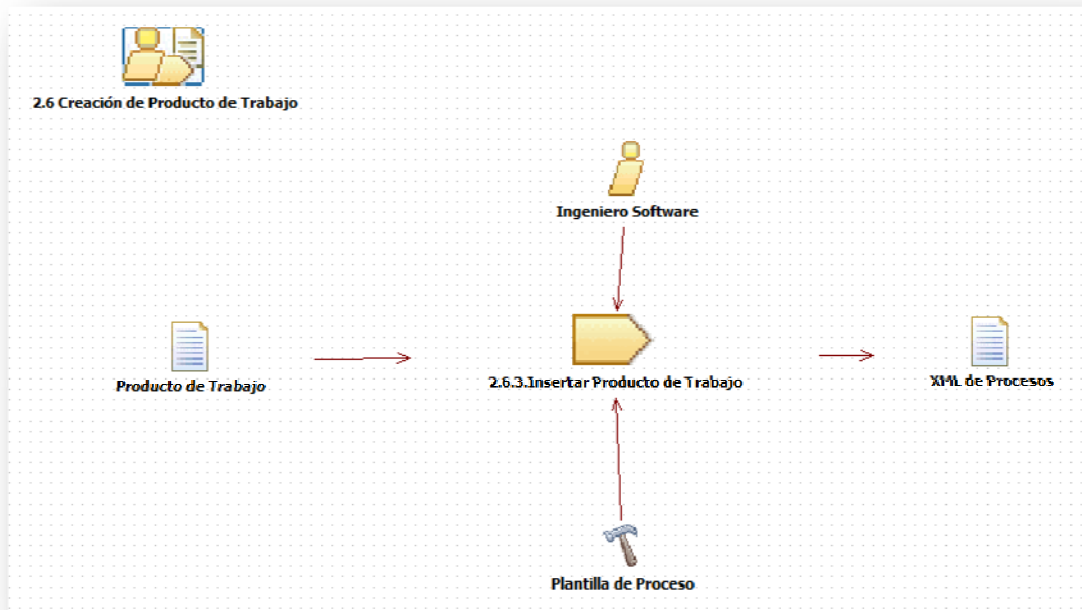 2.6 Creación de Producto de Trabajo
Ingeniero Software
Producto de Trabajo
2.6.3.Insertar Producto de Trabajo
XML de Procesos
Plantilla de Proceso